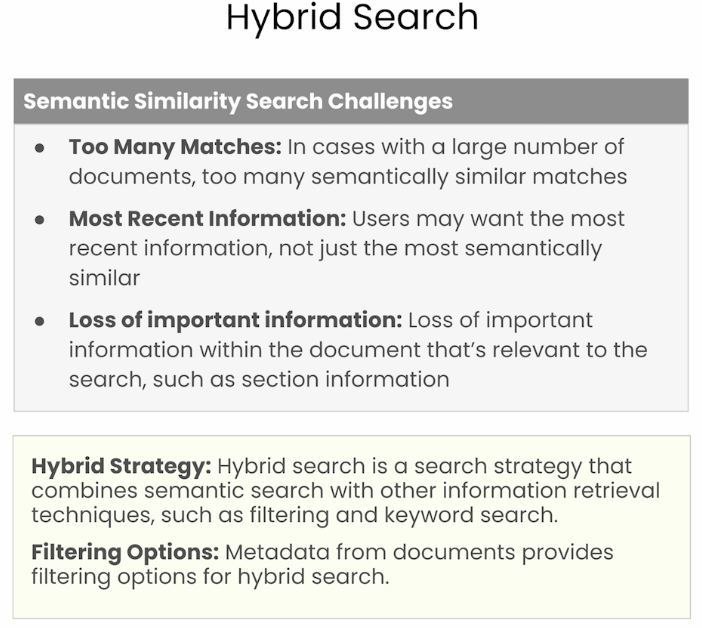 Hybrid Search
Semantic Similarity Search Challenges
● Too Many Matches: In cases with a large number of
documents, too many semantically similar matches
● Most Recent Information: Users may want the most
recent information, not just the most semantically
similar
● Loss of important information: Loss of important
information within the document that's relevant to the
search, such as section information
Hybrid Strategy: Hybrid search is a search strategy that
combines semantic search with other information retrieval
techniques, such as filtering and keyword search.
Filtering Options: Metadata from documents provides
filtering options for hybrid search.